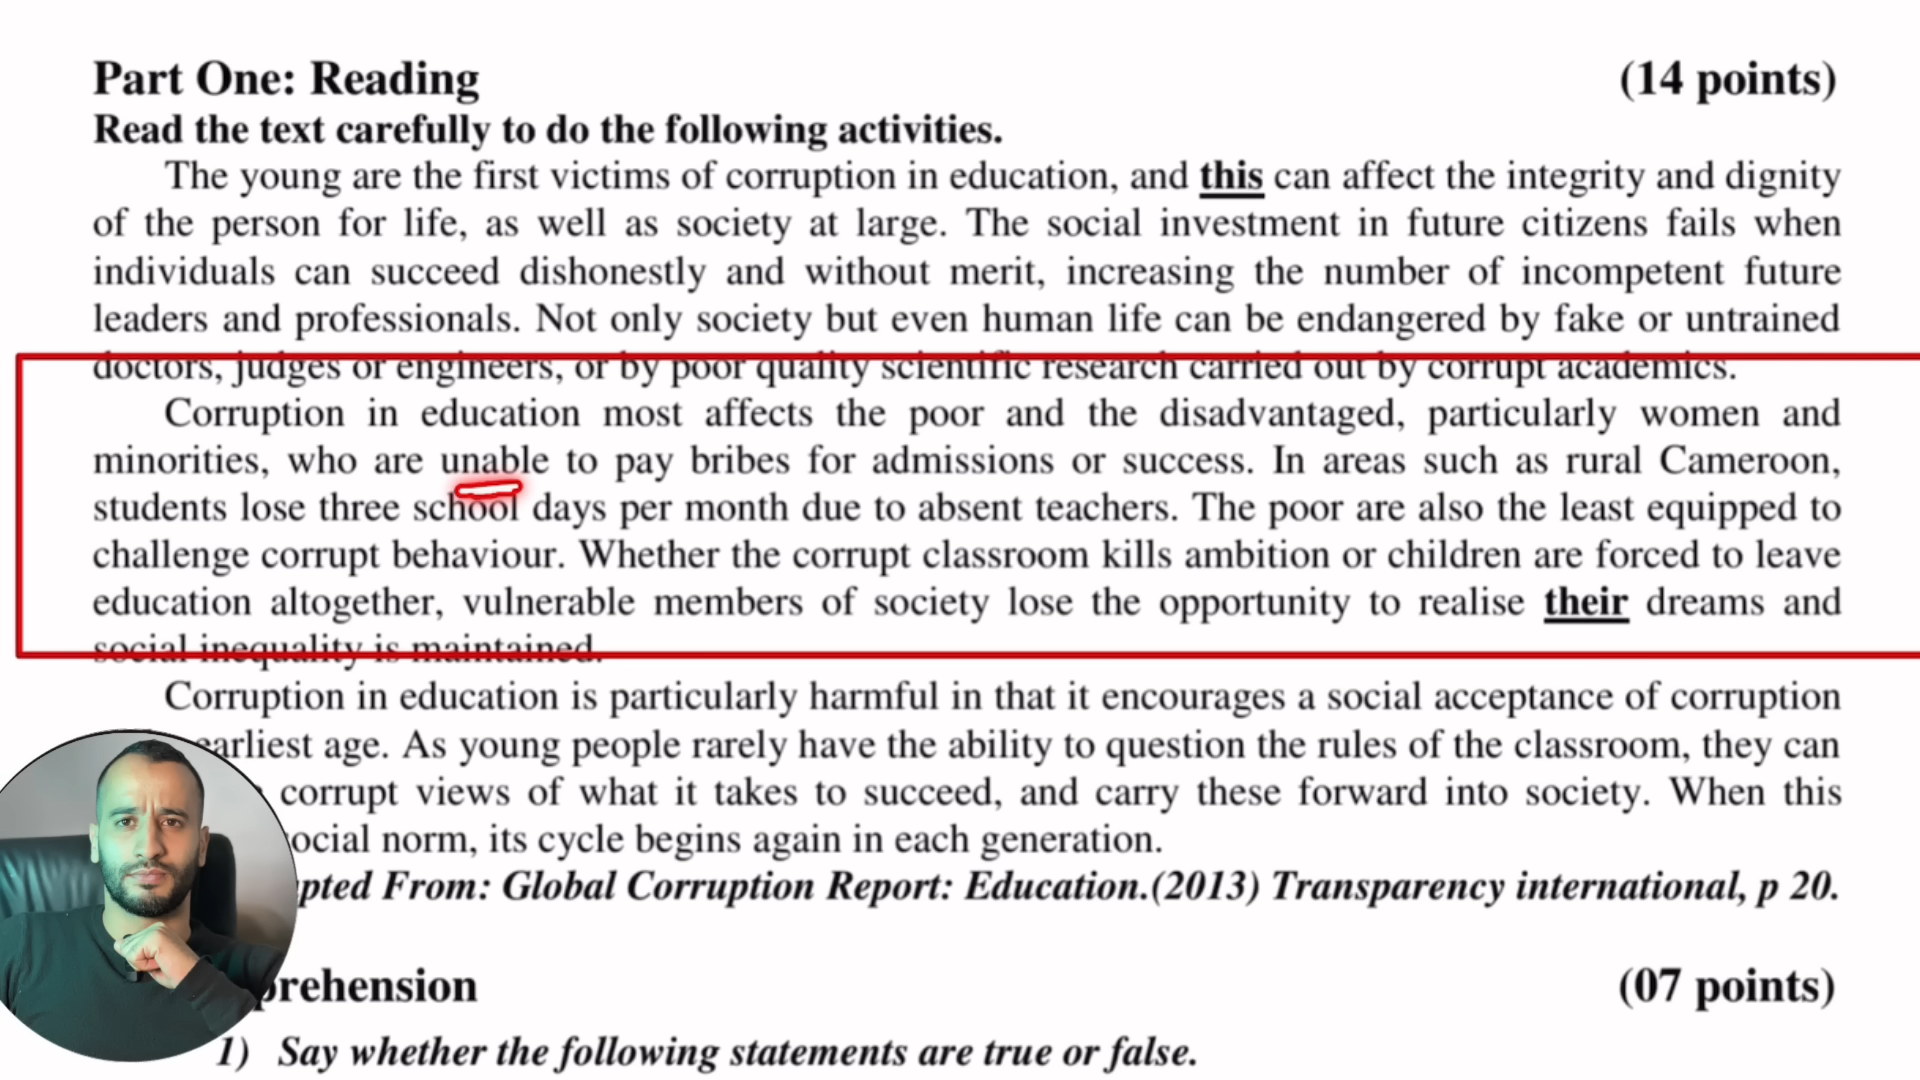 Part One: Reading (14 points)
Read the text carefully to do the following activities.
The young are the first victims of corruption in education, and this can affect the integrity and dignity
of the person for life, as well as society at large. The social investment in future citizens fails when
individuals can succeed dishonestly and without merit, increasing the number of incompetent future
leaders and professionals. Not only society but even human life can be endangered by fake or untrained
doctors, judges or engineers, or by poor quality scientific research carried out by corrupt academics.
Corruption in education most affects the poor and the disadvantaged, particularly women and
minorities, who are unable to pay bribes for admissions or success. In areas such as rural Cameroon,
students lose three school days per month due to absent teachers. The poor are also the least equipped to
challenge corrupt behaviour. Whether the corrupt classroom kills ambition or children are forced to leave
education altogether, vulnerable members of society lose the opportunity to realise their dreams and
social inequality is maintained.
Corruption in education is particularly harmful in that it encourages a social acceptance of corruption
earliest age. As young people rarely have the ability to question the rules of the classroom, they can
corrupt views of what it takes to succeed, and carry these forward into society. When this
social norm, its cycle begins again in each generation.
pted From: Global Corruption Report: Education.(2013) Transparency international, p 20.
prehension (07 points)
1) Say whether the following statements are true or false.